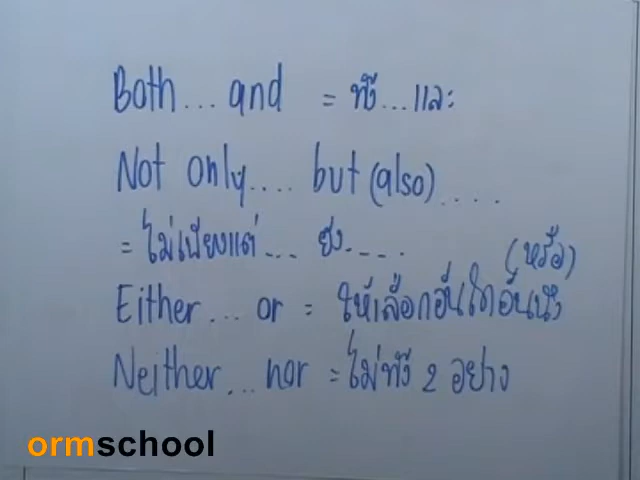 Both... and = ทั้ง...และ
Not only.... but (also)....
= ไม่เพียงแต่... ยัง....
(หรือ)
Either... or = ให้เลือกอันใดอันนึง
Neither... nor = ไม่ทั้ง 2 อย่าง
ormschool